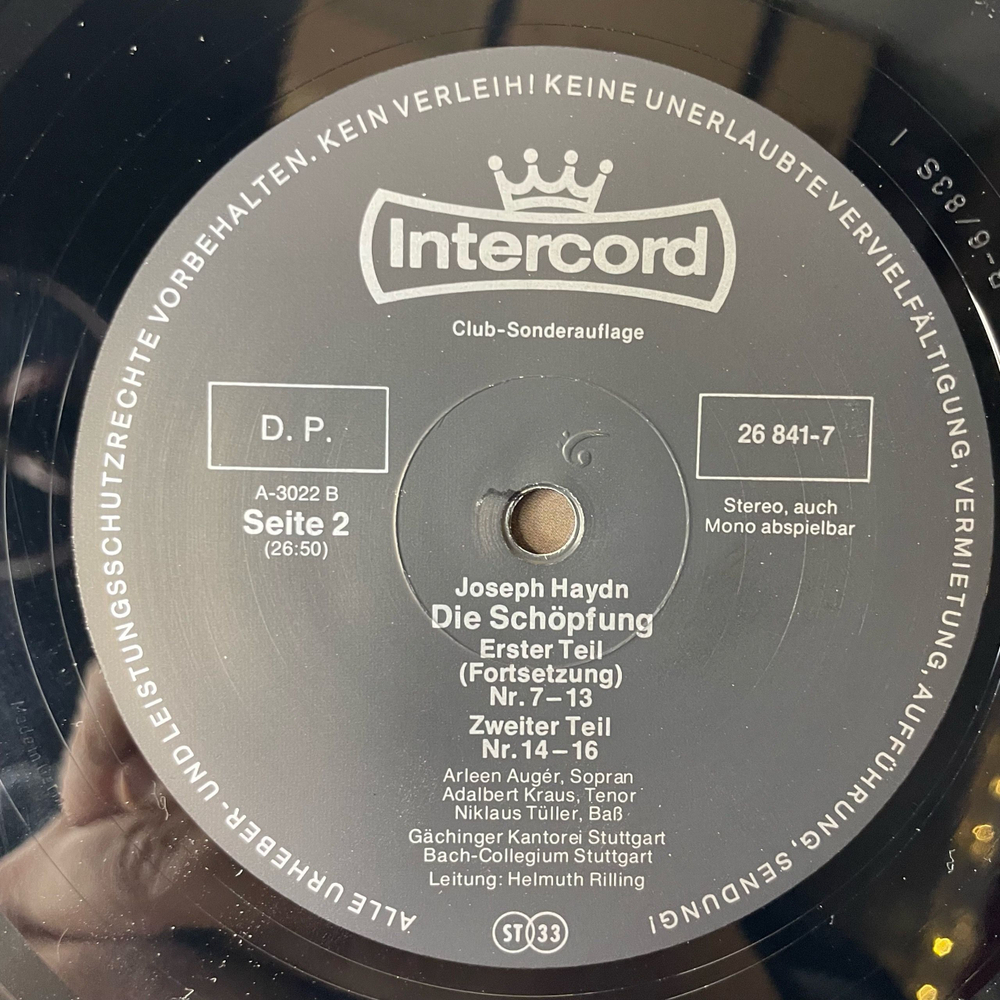 ALLE URHEBER- UND LEISTUNGSSCHUTZRECHTE VORBEHALTEN. KEIN VERLEIH! KEINE UNERLAUBTE VERVIELFÄLTIGUNG, VERMIETUNG, AUFFÜHRUNG, SENDUNG!
Intercord
Club-Sonderauflage
D. P.
26 841-7
A-3022 B
Seite 2
(26:50)
Stereo, auch
Mono abspielbar
Joseph Haydn
Die Schöpfung
Erster Teil
(Fortsetzung)
Nr. 7–13
Zweiter Teil
Nr. 14–16
Arleen Augér, Sopran
Adalbert Kraus, Tenor
Niklaus Tüller, Baß
Gächinger Kantorei Stuttgart
Bach-Collegium Stuttgart
Leitung: Helmuth Rilling
ST 33